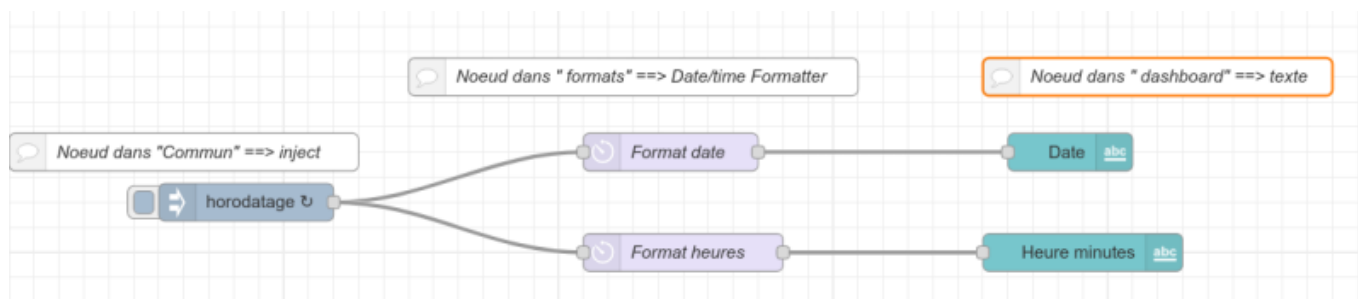 Noeud dans " formats" ==> Date/time Formatter
Noeud dans " dashboard" ==> texte
Noeud dans "Commun" ==> inject
Format date
Date abc
horodatage ↻
Format heures
Heure minutes abc